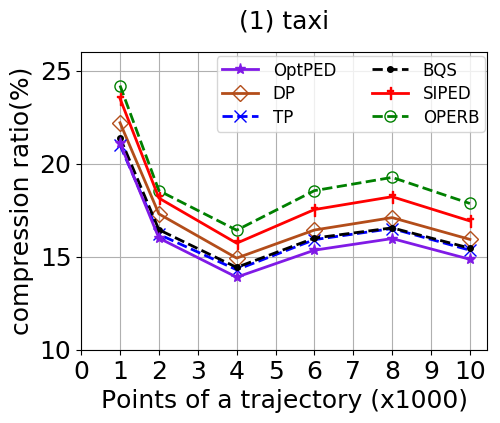 (1) taxi
compression ratio(%)
25
20
15
10
OptPED
DP
TP
BQS
SIPED
OPERB
0 1 2 3 4 5 6 7 8 9 10
Points of a trajectory (x1000)